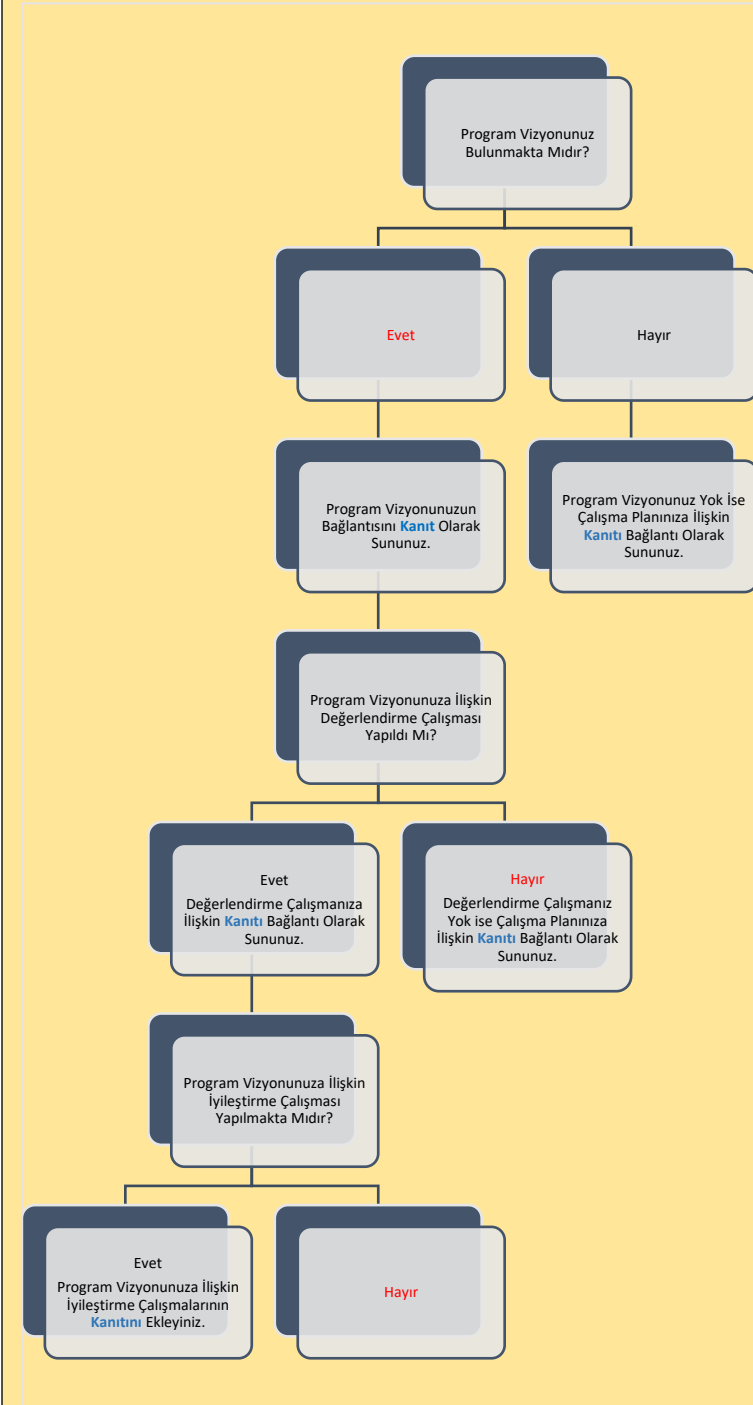 Program Vizyonunuz
Bulunmakta Mıdır?
Evet
Hayır
Program Vizyonunuzun
Bağlantısını Kanıt Olarak
Sununuz.
Program Vizyonunuz Yok İse
Çalışma Planınıza İlişkin
Kanıtı Bağlantı Olarak
Sununuz.
Program Vizyonunuza İlişkin
Değerlendirme Çalışması
Yapıldı Mı?
Evet
Değerlendirme Çalışmanıza
İlişkin Kanıtı Bağlantı Olarak
Sununuz.
Hayır
Değerlendirme Çalışmanız
Yok ise Çalışma Planınıza
İlişkin Kanıtı Bağlantı Olarak
Sununuz.
Program Vizyonunuza İlişkin
İyileştirme Çalışması
Yapılmakta Mıdır?
Evet
Program Vizyonunuza İlişkin
İyileştirme Çalışmalarının
Kanıtını Ekleyiniz.
Hayır